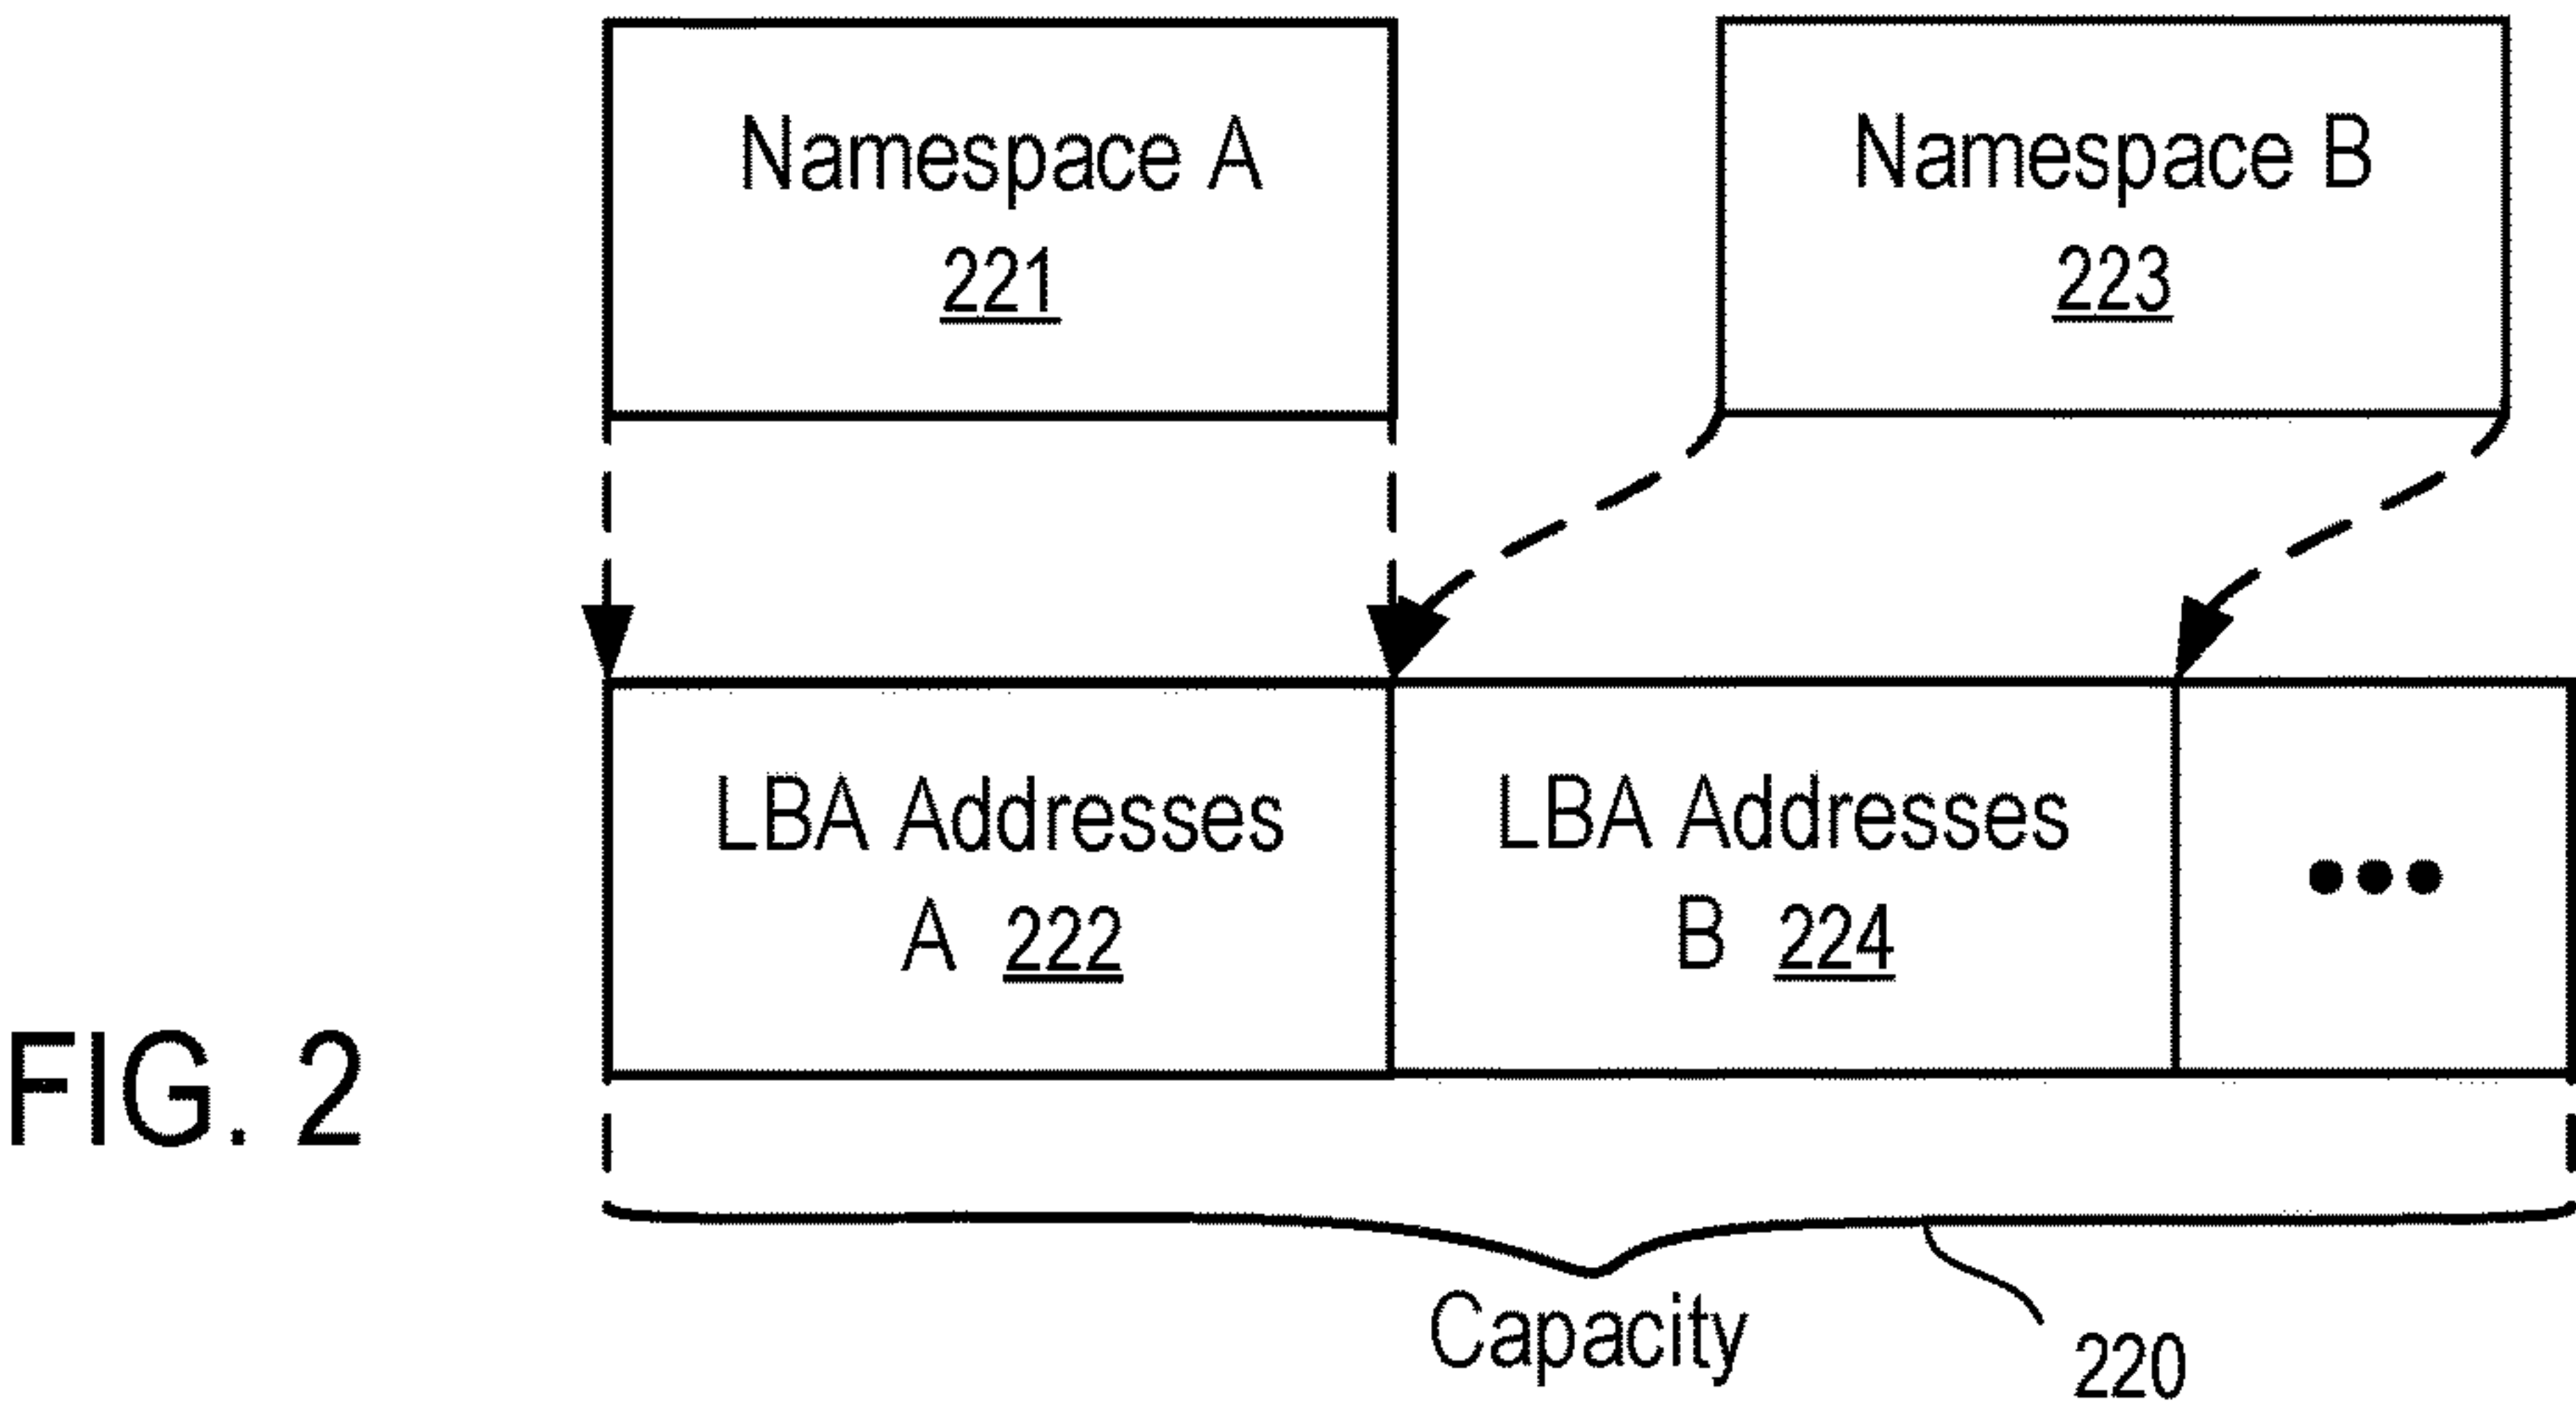 Namespace A
221
Namespace B
223
LBA Addresses
A 222
LBA Addresses
B 224
•••
FIG. 2
Capacity
220